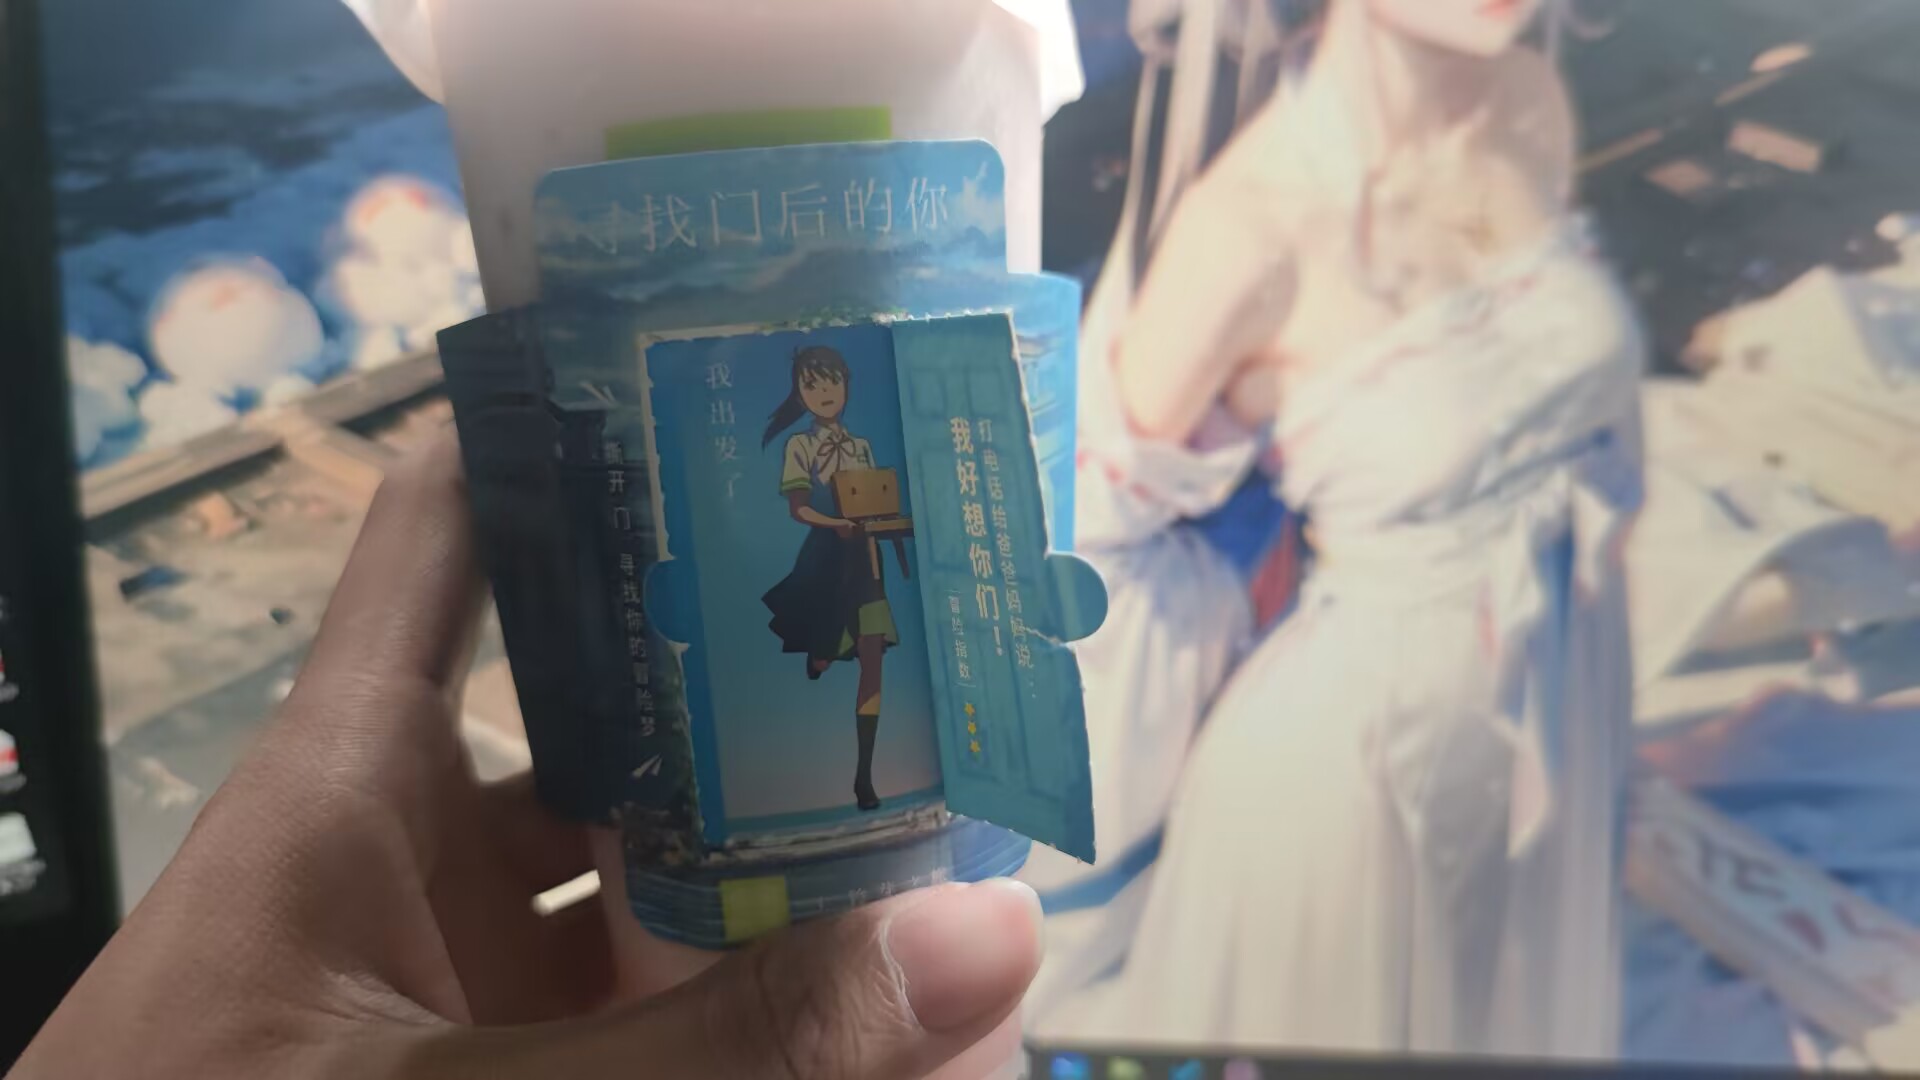 寻找门后的你
我出发了
打电话给爸爸妈妈说：
我好想你们！
冒险指数
撕开门 寻找你的冒险梦